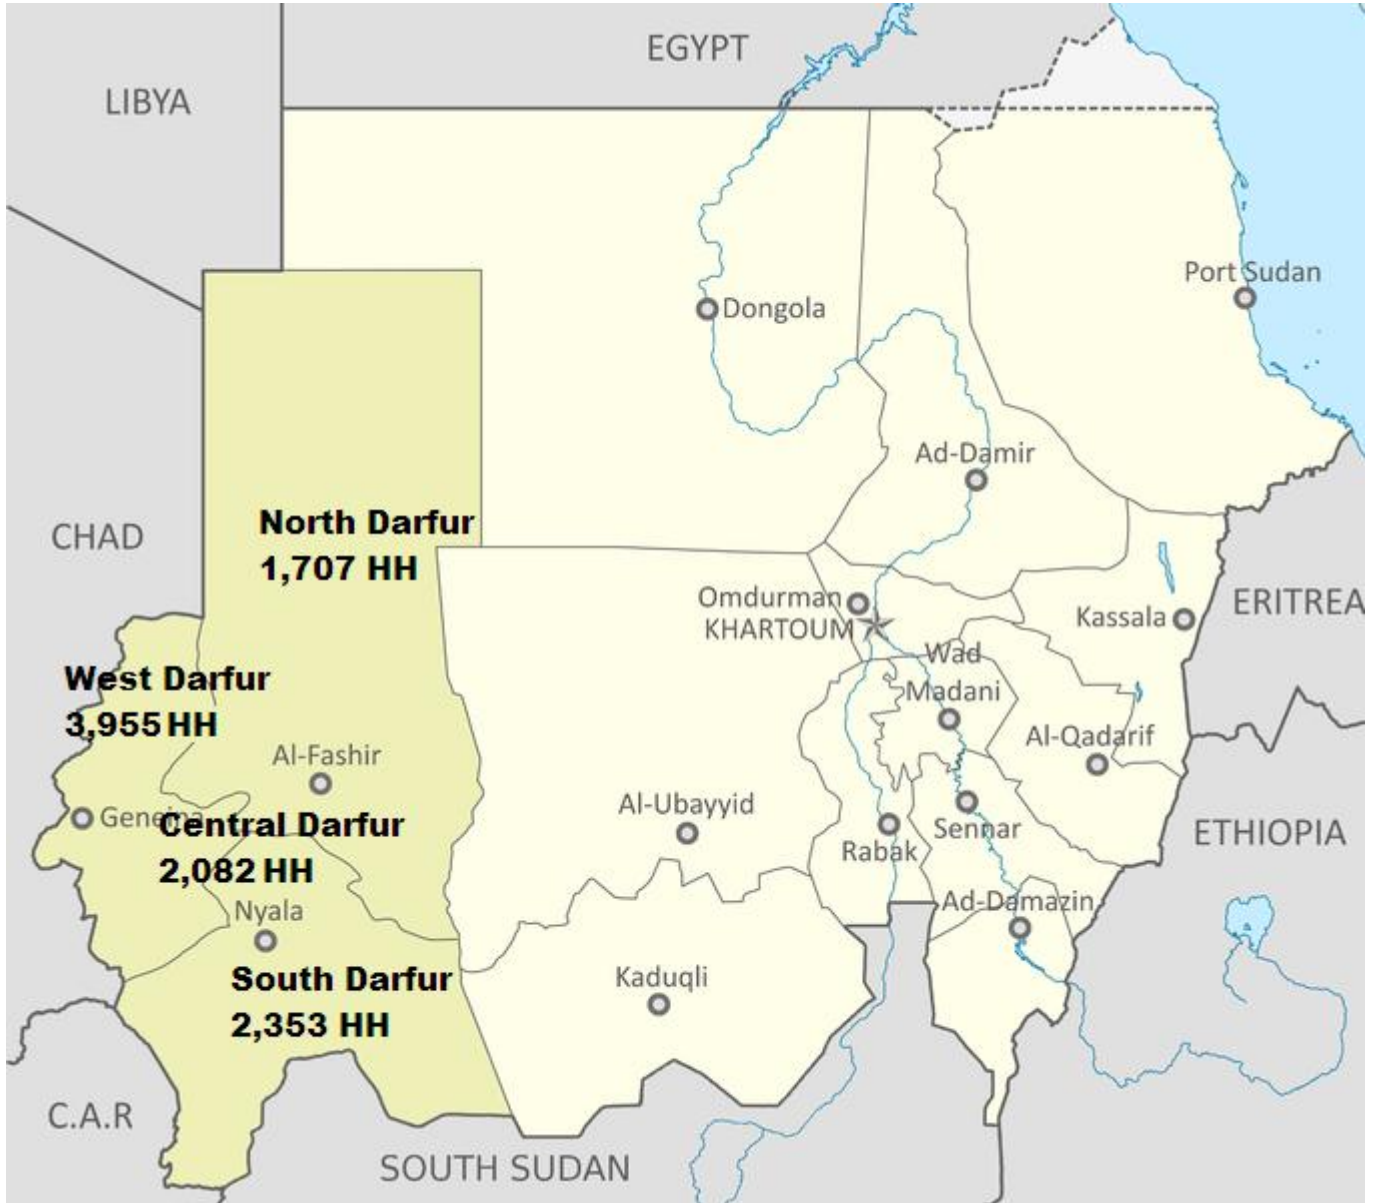 EGYPT
LIBYA
Port Sudan
Dongola
Ad-Damir
North Darfur
1,707 HH
CHAD
Omdurman
KHARTOUM
Kassala
ERITREA
Wad
Madani
West Darfur
3,955 HH
Al-Fashir
Al-Qadarif
Geneina
Central Darfur
2,082 HH
Al-Ubayyid
Sennar
Rabak
ETHIOPIA
Nyala
Ad-Damazin
South Darfur
2,353 HH
Kaduqli
C.A.R
SOUTH SUDAN